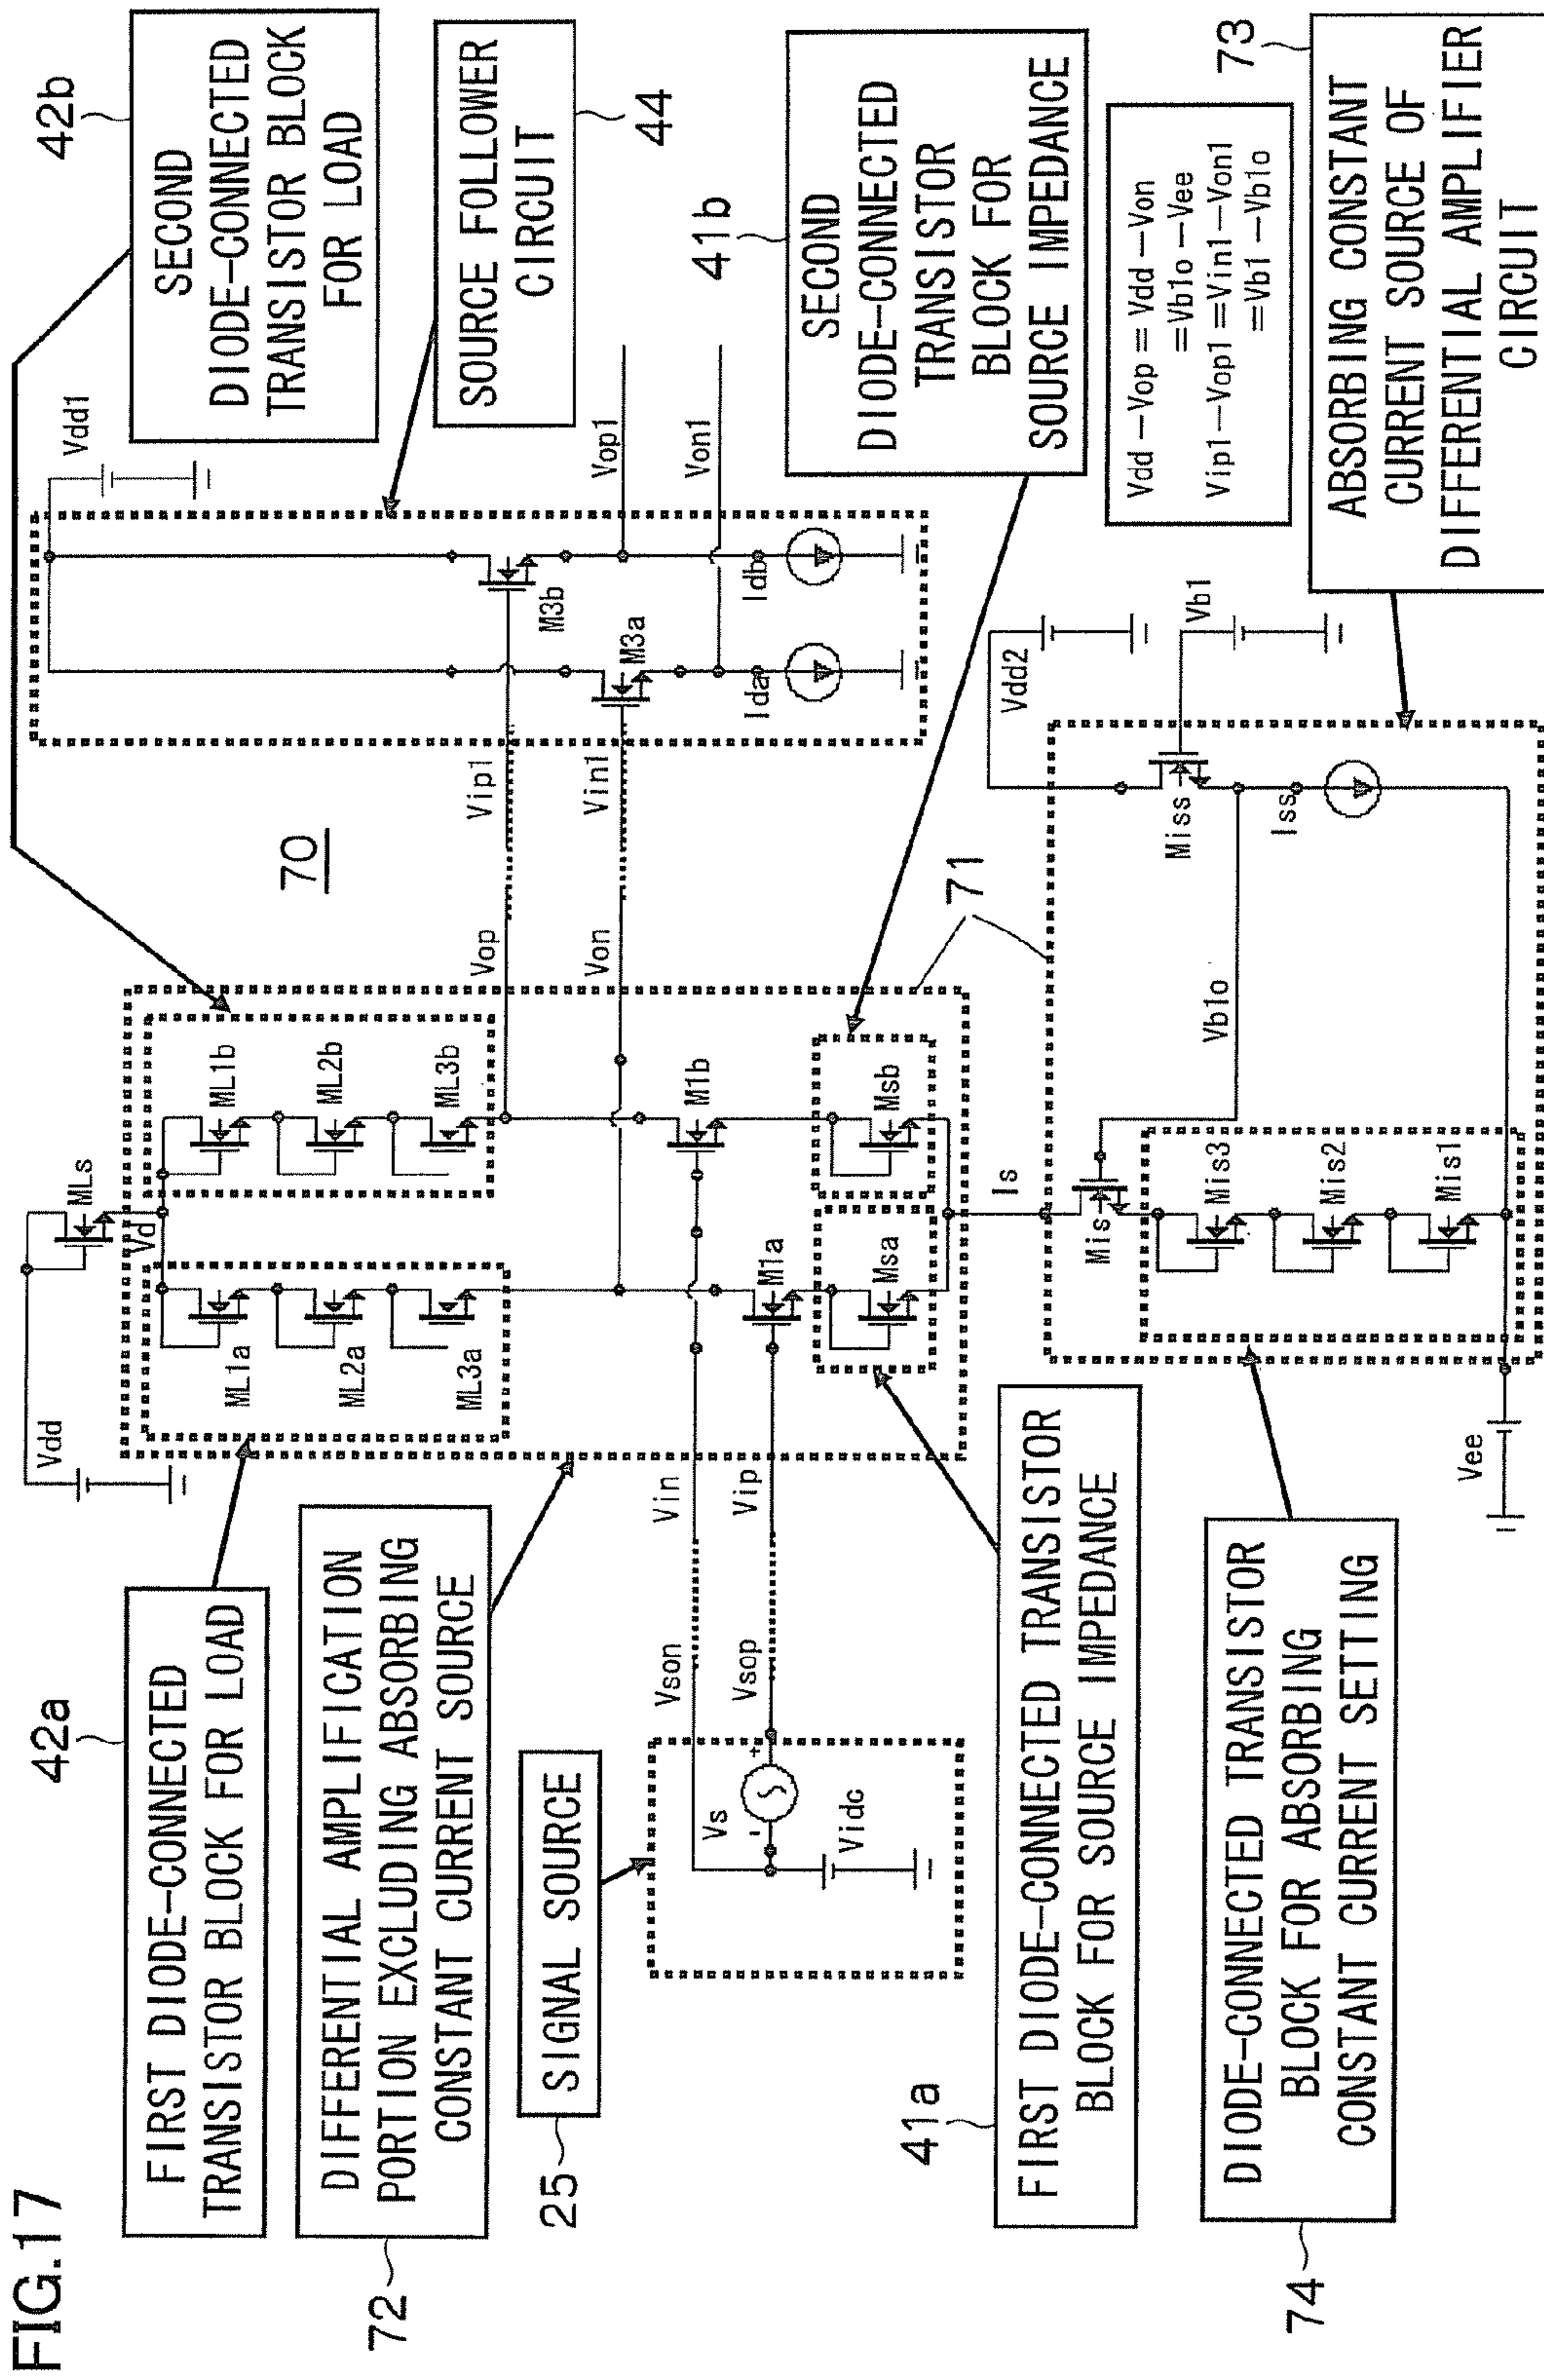 FIG.17
42a
FIRST DIODE-CONNECTED
TRANSISTOR BLOCK FOR LOAD
72
DIFFERENTIAL AMPLIFICATION
PORTION EXCLUDING ABSORBING
CONSTANT CURRENT SOURCE
25
SIGNAL SOURCE
41a
FIRST DIODE-CONNECTED TRANSISTOR
BLOCK FOR SOURCE IMPEDANCE
74
DIODE-CONNECTED TRANSISTOR
BLOCK FOR ABSORBING
CONSTANT CURRENT SETTING
Vs
-
+
Vidc
Vson
Vsop
Vin
Vip
Vdd
MLs
Vd
ML1a
ML2a
ML3a
ML1b
ML2b
ML3b
M1a
M1b
Msa
Msb
Is
Vop
Von
70
71
Vip1
Vin1
M3a
M3b
Ida
Idb
Vdd1
Vop1
Von1
Mis
Mis3
Mis2
Mis1
Vee
Vb1o
Miss
Iss
Vdd2
Vb1
42b
SECOND
DIODE-CONNECTED
TRANSISTOR BLOCK
FOR LOAD
SOURCE FOLLOWER
CIRCUIT
44
41b
SECOND
DIODE-CONNECTED
TRANSISTOR
BLOCK FOR
SOURCE IMPEDANCE
Vdd-Vop=Vdd-Von
=Vb1o-Vee
Vip1-Vop1=Vin1-Von1
=Vb1-Vb1o
73
ABSORBING CONSTANT
CURRENT SOURCE OF
DIFFERENTIAL AMPLIFIER
CIRCUIT